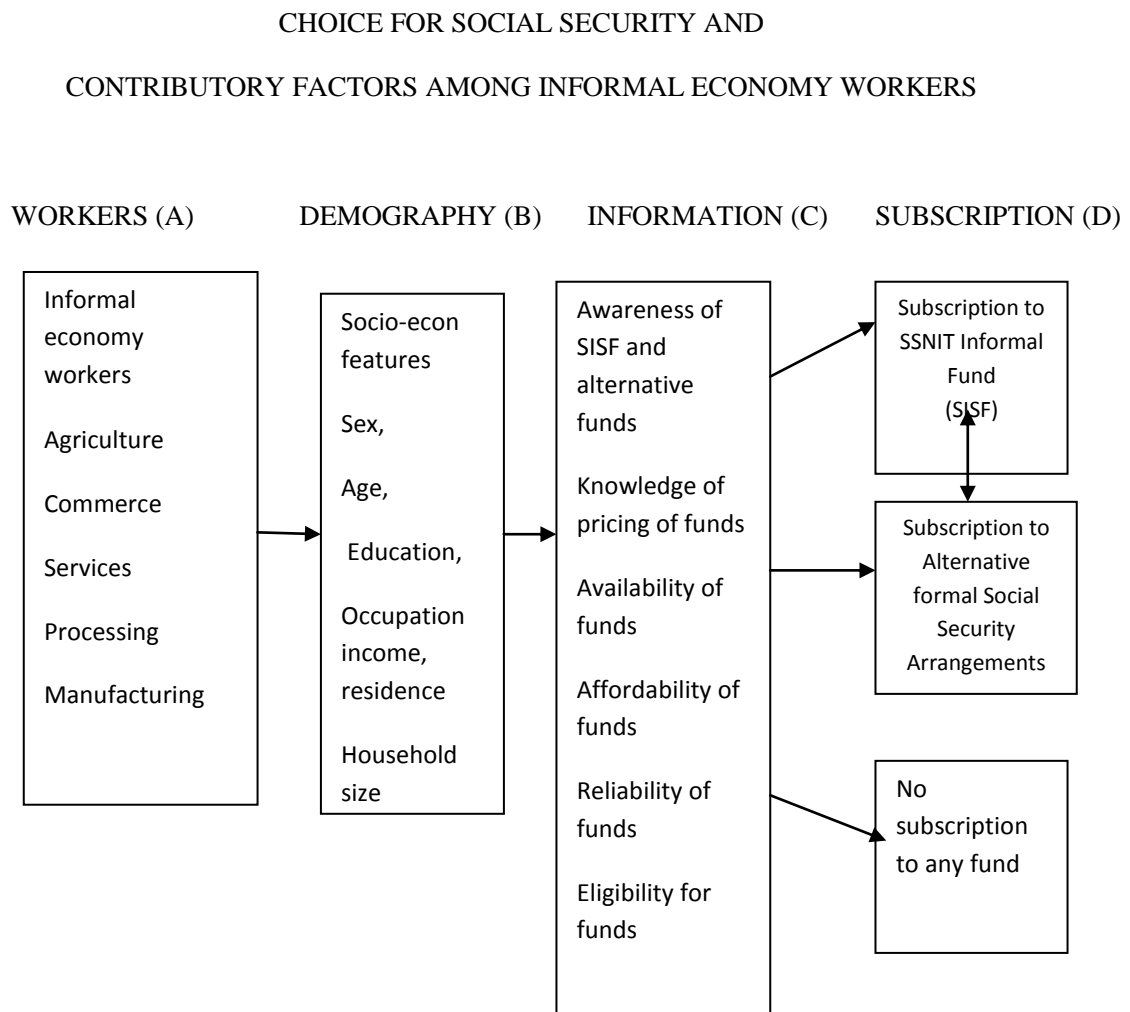 CHOICE FOR SOCIAL SECURITY AND
CONTRIBUTORY FACTORS AMONG INFORMAL ECONOMY WORKERS
WORKERS (A)
DEMOGRAPHY (B)
INFORMATION (C)
SUBSCRIPTION (D)
Informal
economy
workers
Agriculture
Commerce
Services
Processing
Manufacturing
Socio-econ
features
Sex,
Age,
Education,
Occupation
income,
residence
Household
size
Awareness of
SISF and
alternative
funds
Knowledge of
pricing of funds
Availability of
funds
Affordability of
funds
Reliability of
funds
Eligibility for
funds
Subscription to
SSNIT Informal
Fund
(SISF)
Subscription to
Alternative
formal Social
Security
Arrangements
No
subscription
to any fund